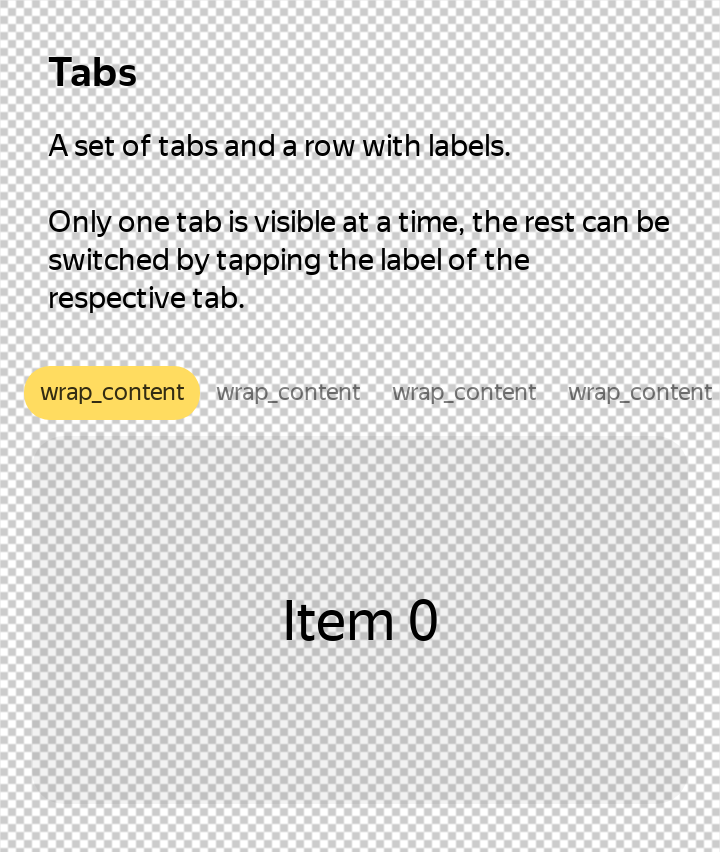 Tabs
A set of tabs and a row with labels.
Only one tab is visible at a time, the rest can be
switched by tapping the label of the
respective tab.
wrap_content wrap_content wrap_content wrap_content
Item 0